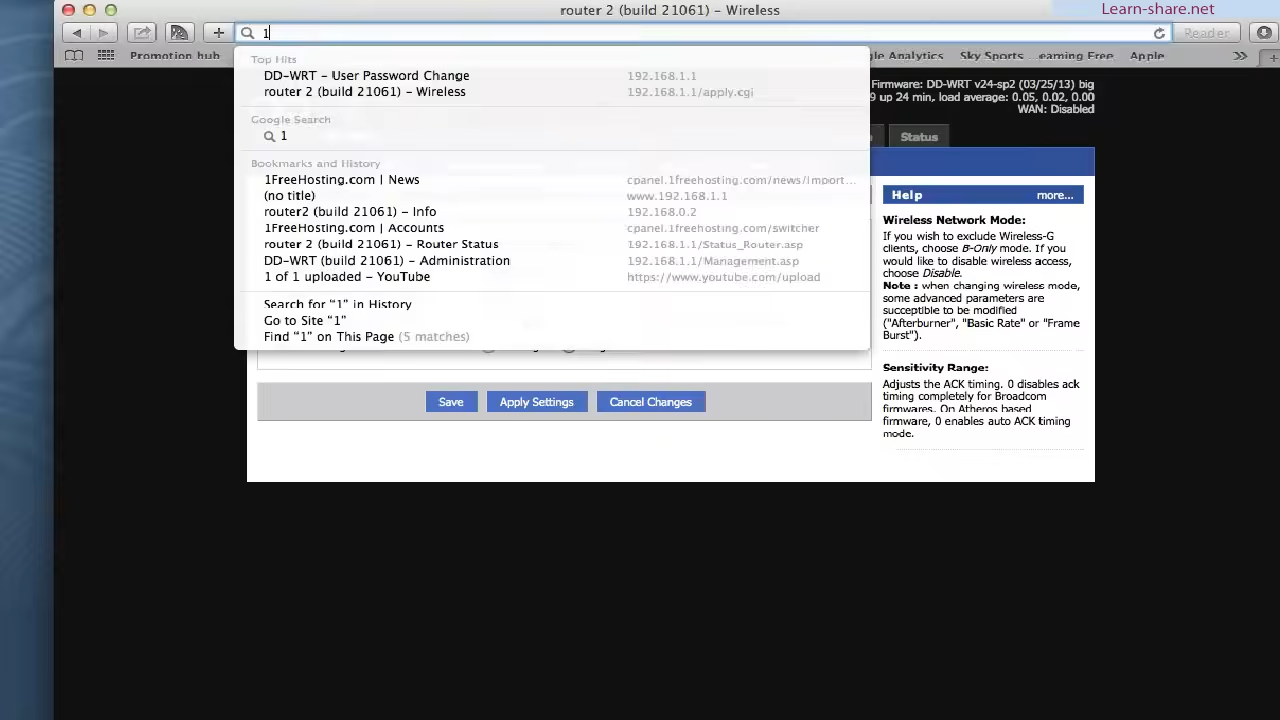 router 2 (build 21061) – Wireless
Learn-share.net
1
Reader
Promotion hub
gle Analytics Sky Sports eaming Free Apple
Top Hits
DD-WRT – User Password Change 192.168.1.1
router 2 (build 21061) – Wireless 192.168.1.1/apply.cgi
Google Search
1
Bookmarks and History
1FreeHosting.com | News cpanel.1freehosting.com/news/Import...
(no title) www.192.168.1.1
router2 (build 21061) – Info 192.168.0.2
1FreeHosting.com | Accounts cpanel.1freehosting.com/switcher
router 2 (build 21061) – Router Status 192.168.1.1/Status_Router.asp
DD-WRT (build 21061) – Administration 192.168.1.1/Management.asp
1 of 1 uploaded – YouTube https://www.youtube.com/upload
Search for “1” in History
Go to Site “1”
Find “1” on This Page (5 matches)
Firmware: DD-WRT v24-sp2 (03/25/13) big
9 up 24 min, load average: 0.05, 0.02, 0.00
WAN: Disabled
Status
Help more...
Wireless Network Mode:
If you wish to exclude Wireless-G
clients, choose B-Only mode. If you
would like to disable wireless access,
choose Disable.
Note : when changing wireless mode,
some advanced parameters are
susceptible to be modified
("Afterburner", "Basic Rate" or "Frame
Burst").
Sensitivity Range:
Adjusts the ACK timing. 0 disables ack
timing completely for Broadcom
firmwares. On Atheros based
firmware, 0 enables auto ACK timing
mode.
Save Apply Settings Cancel Changes